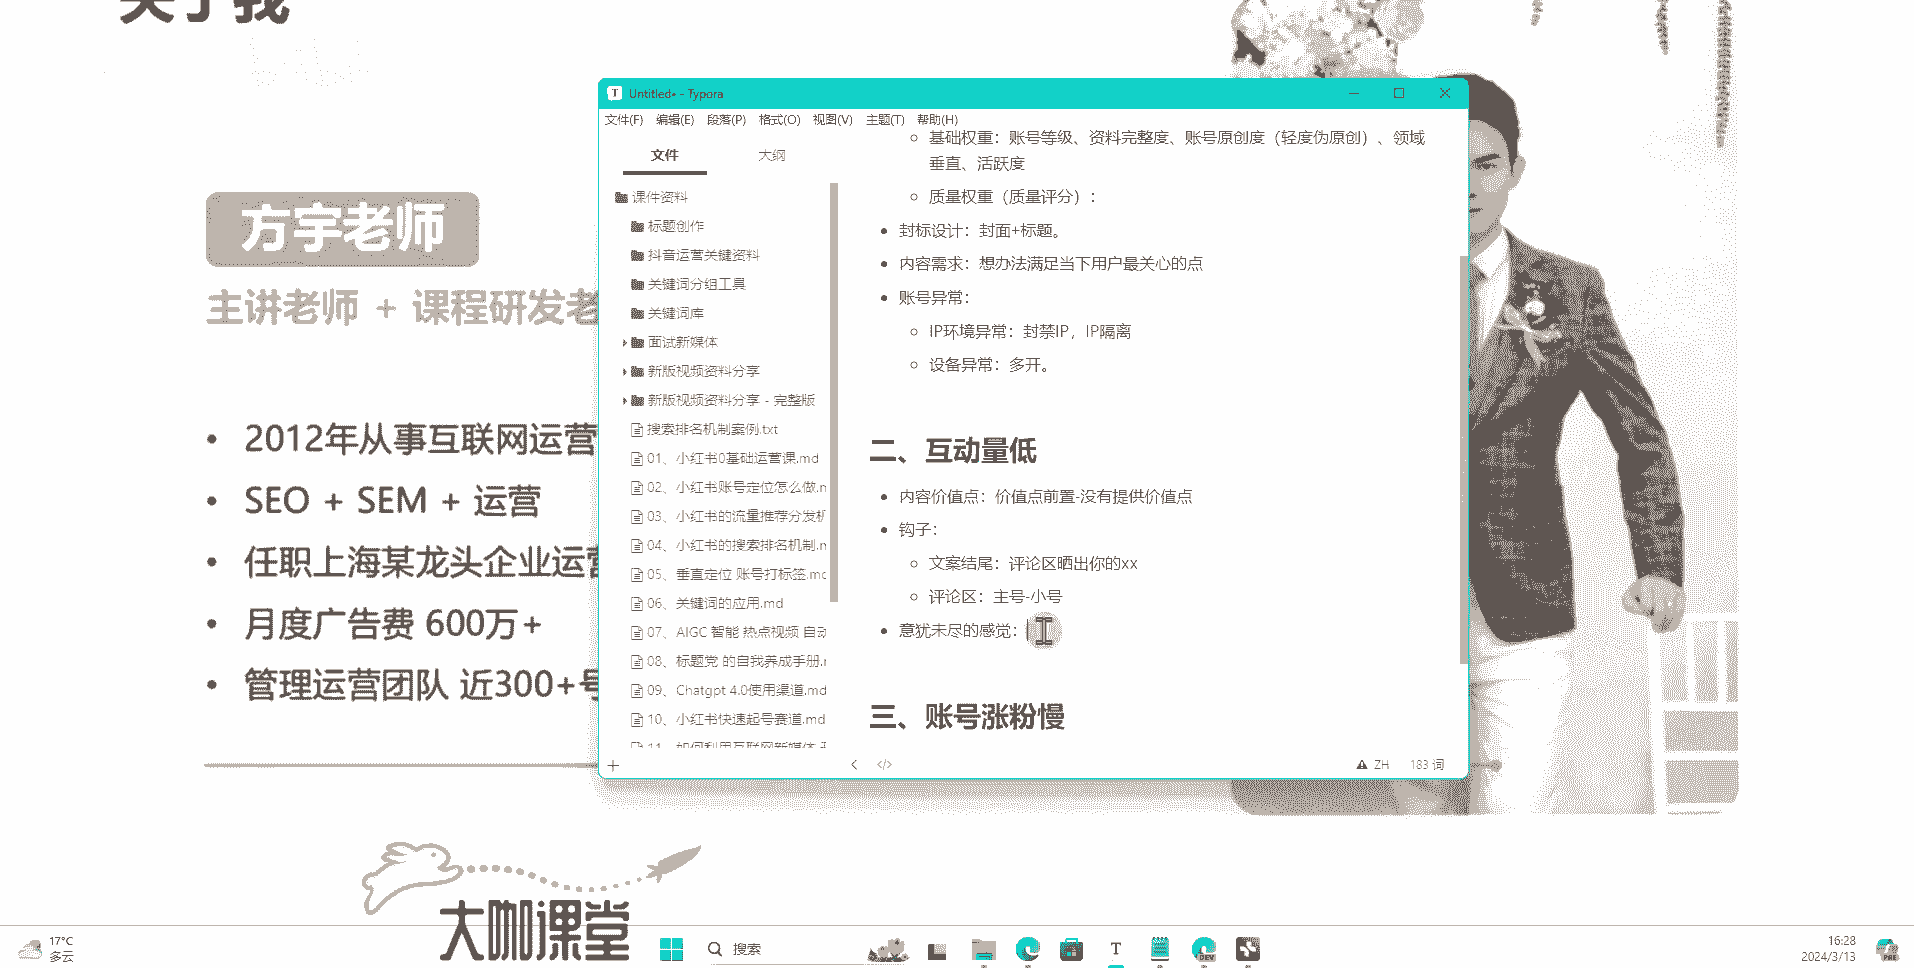 关于我
方宇老师
主讲老师 + 课程研发老
• 2012年从事互联网运营
• SEO + SEM + 运营
• 任职上海某龙头企业运营
• 月度广告费 600万+
• 管理运营团队 近300+号
大咖课堂
Untitled• - Typora
文件(F) 编辑(E) 段落(P) 格式(O) 视图(V) 主题(T) 帮助(H)
文件 大纲
课件资料
标题创作
抖音运营关键资料
关键词分组工具
关键词库
面试新媒体
新版视频资料分享
新版视频资料分享 - 完整版
搜索排名机制案例.txt
01、小红书0基础运营课.md
02、小红书账号定位怎么做.m
03、小红书的流量推荐分发机
04、小红书的搜索排名机制.m
05、垂直定位 账号打标签.md
06、关键词的应用.md
07、AIGC 智能 热点视频 自动
08、标题党 的自我养成手册.m
09、Chatgpt 4.0使用渠道.md
10、小红书快速起号赛道.md
11、如何利用互联网新媒体
基础权重：账号等级、资料完整度、账号原创度（轻度伪原创）、领域
垂直、活跃度
质量权重（质量评分）：
封标设计：封面+标题。
内容需求：想办法满足当下用户最关心的点
账号异常：
IP环境异常：封禁IP，IP隔离
设备异常：多开。
二、互动量低
内容价值点：价值点前置-没有提供价值点
钩子：
文案结尾：评论区晒出你的xx
评论区：主号-小号
意犹未尽的感觉：
三、账号涨粉慢
ZH 183 词
17°C
多云
搜索
DEV
16:28
2024/3/13
PRE